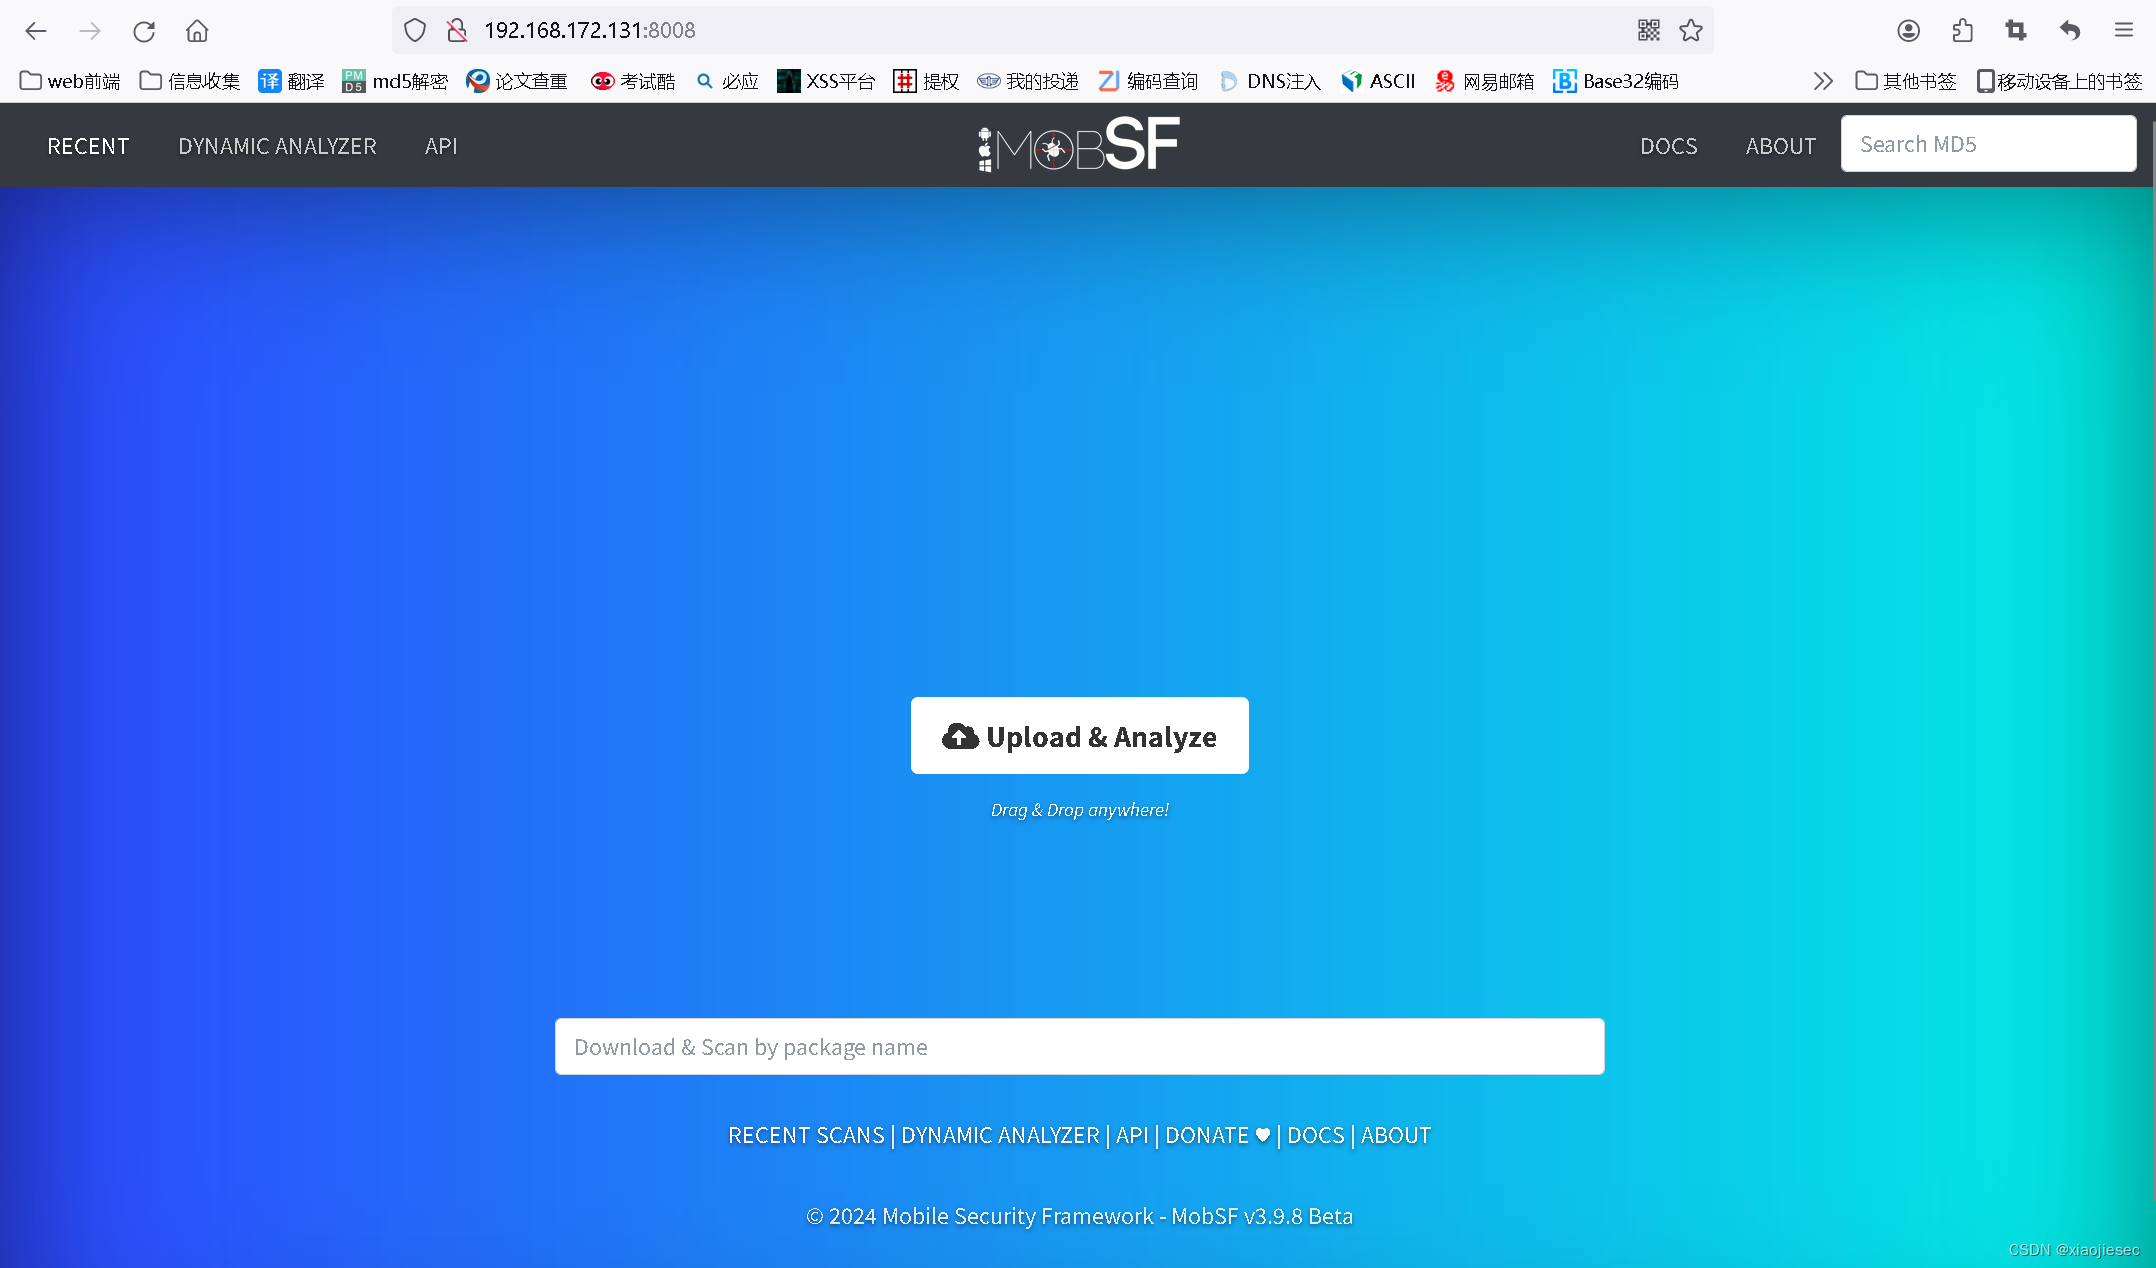 192.168.172.131:8008
web前端 信息收集 译 翻译 PM D5 md5解密 论文查重 考试酷 必应 XSS平台 提权 我的投递 编码查询 DNS注入 ASCII 网易邮箱 Base32编码 其他书签 移动设备上的书签
RECENT DYNAMIC ANALYZER API MOBSF DOCS ABOUT Search MD5
Upload & Analyze
Drag & Drop anywhere!
Download & Scan by package name
RECENT SCANS | DYNAMIC ANALYZER | API | DONATE ♥ | DOCS | ABOUT
© 2024 Mobile Security Framework - MobSF v3.9.8 Beta
CSDN @xiaojiesec